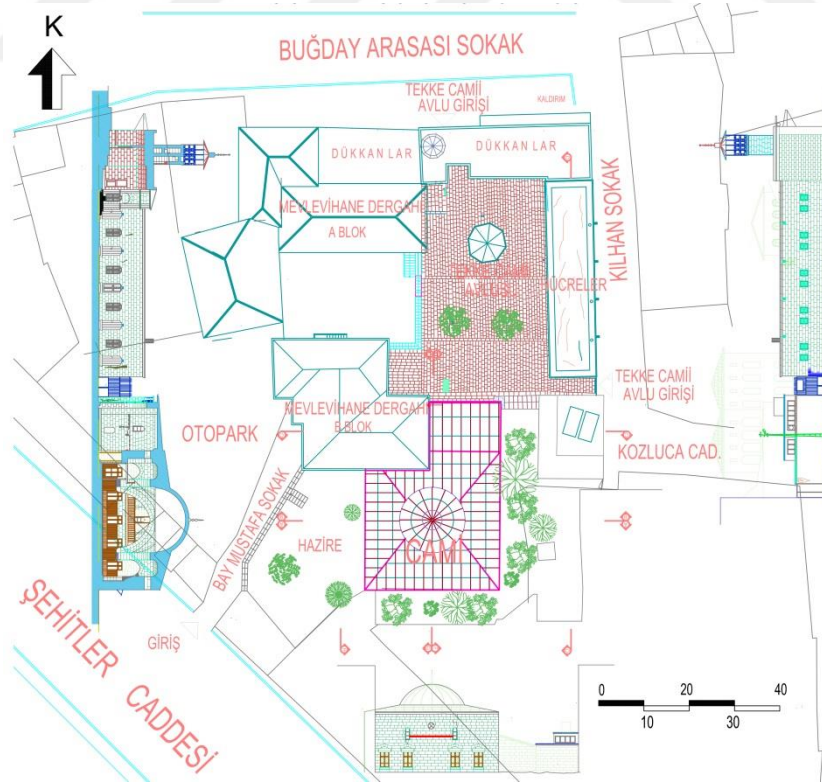 K
BUĞDAY ARASASI SOKAK
TEKKE CAMİİ
AVLU GİRİŞİ
KALDIRIM
DÜKKAN LAR
DÜKKAN LAR
KILHAN SOKAK
MEVLEVİHANE DERGAHI
A BLOK
TEKKE CAMİ
AVLUSU
HÜCRELER
TEKKE CAMİİ
AVLU GİRİŞİ
MEVLEVİHANE DERGAHI
B BLOK
OTOPARK
KOZLUCA CAD.
BAY MUSTAFA SOKAK
HAZİRE
CAMİ
ŞEHİTLER CADDESİ
GİRİŞ
0 20 40
10 30